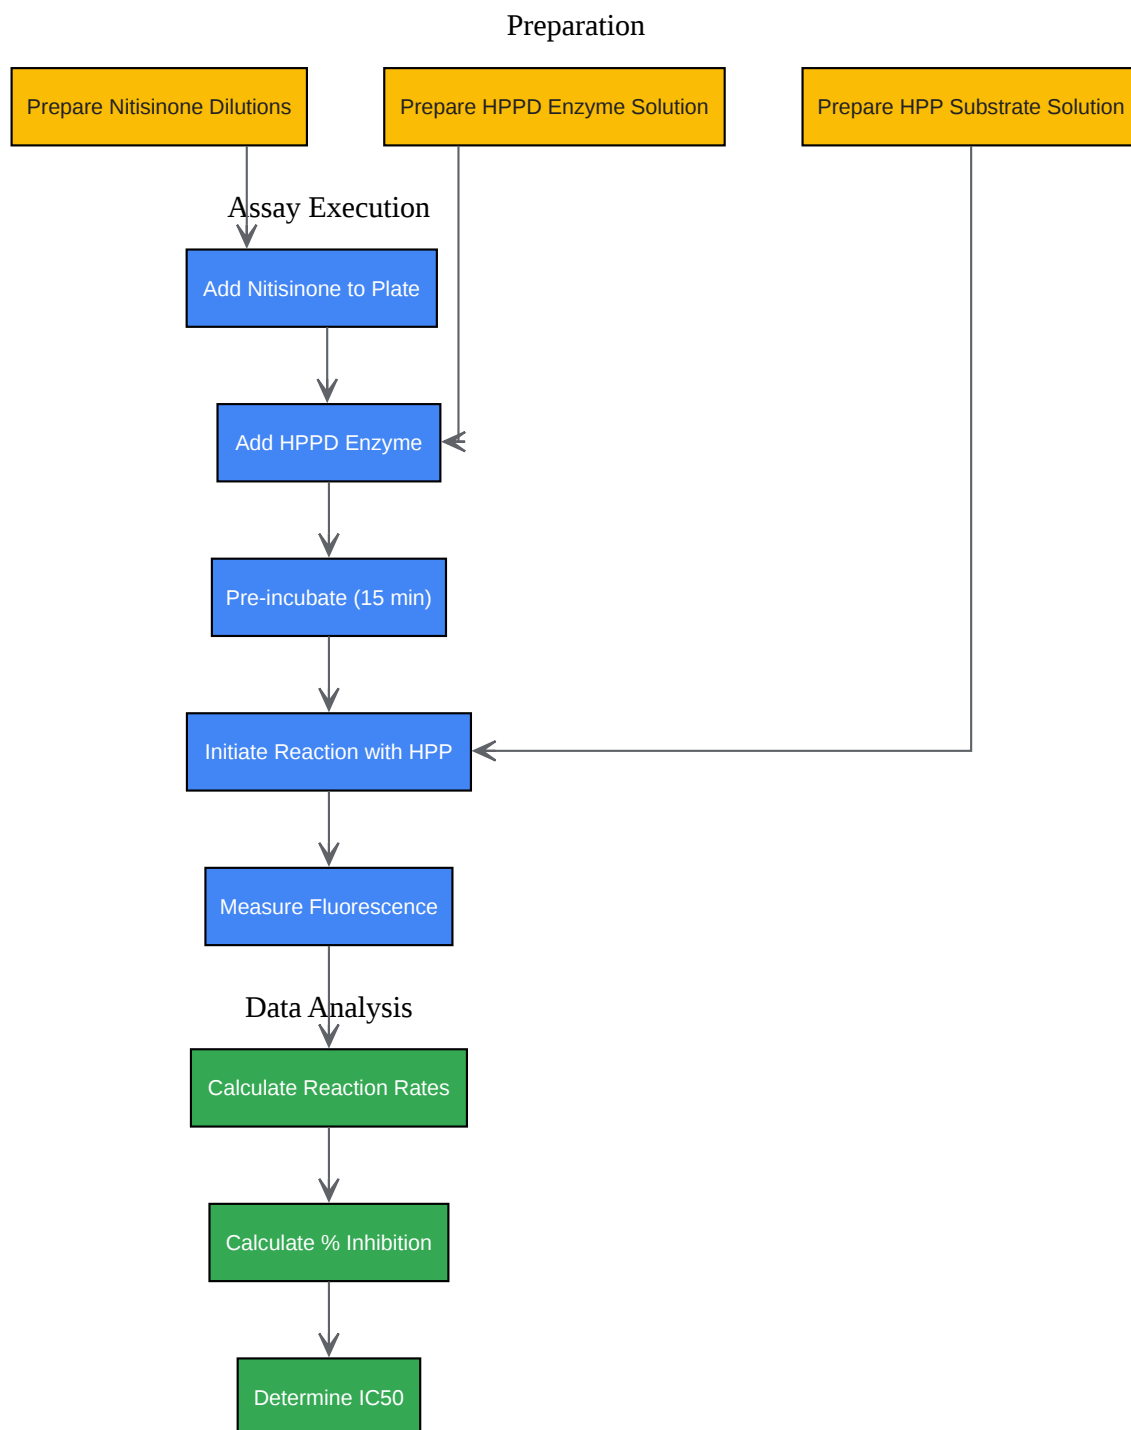 Preparation
Prepare Nitisinone Dilutions
Prepare HPPD Enzyme Solution
Prepare HPP Substrate Solution
Assay Execution
Add Nitisinone to Plate
Add HPPD Enzyme
Pre-incubate (15 min)
Initiate Reaction with HPP
Measure Fluorescence
Data Analysis
Calculate Reaction Rates
Calculate % Inhibition
Determine IC50